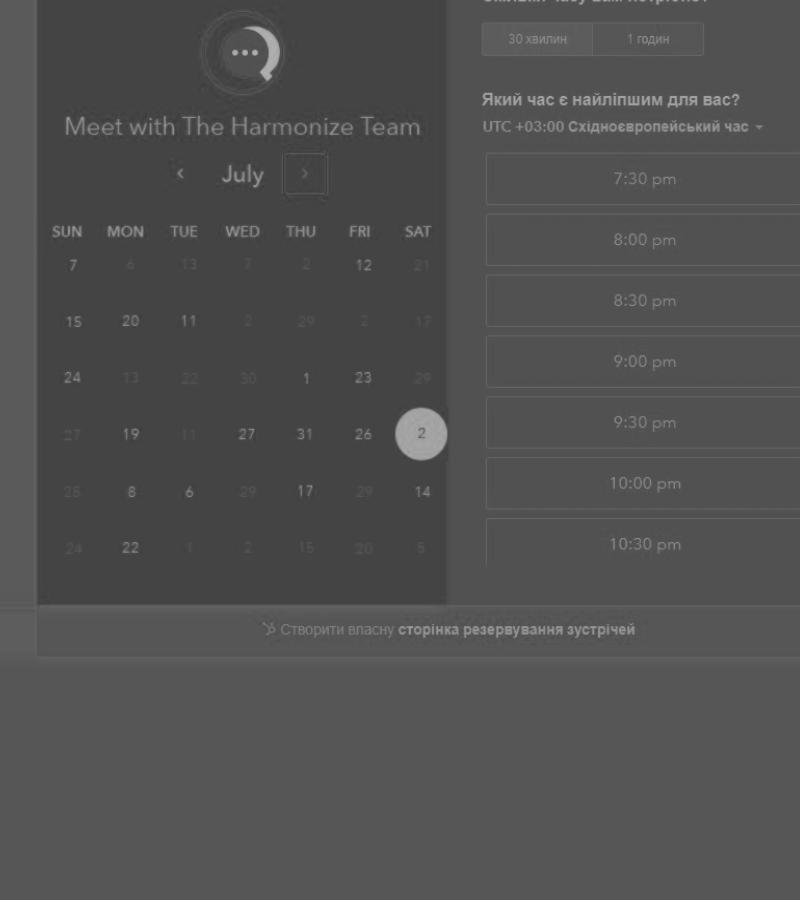 30 хвилин 1 годин
Який час є найліпшим для вас?
UTC +03:00 Східноєвропейський час
Meet with The Harmonize Team
July
SUN MON TUE WED THU FRI SAT
7 6 13 7 2 12 21
15 20 11 2 29 2 17
24 13 22 30 1 23 29
27 19 11 27 31 26 2
25 8 6 29 17 29 14
24 22 1 2 15 20 5
7:30 pm
8:00 pm
8:30 pm
9:00 pm
9:30 pm
10:00 pm
10:30 pm
Створити власну сторінка резервування зустрічей